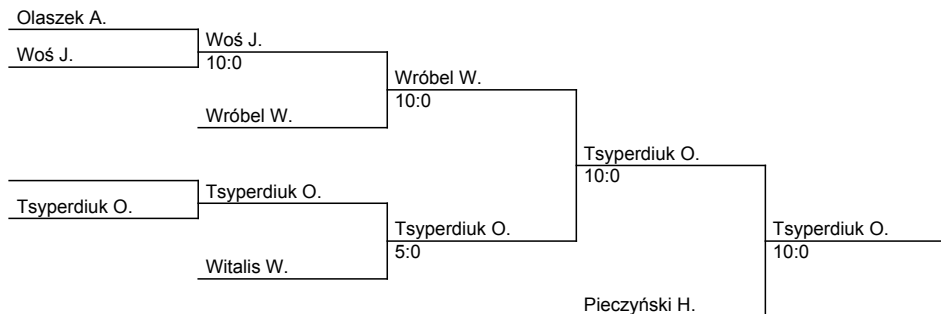 Olaszek A.
Woś J.
Woś J.
10:0
Wróbel W.
Wróbel W.
10:0
Tsyperdiuk O.
10:0
Tsyperdiuk O.
Tsyperdiuk O.
Tsyperdiuk O.
5:0
Tsyperdiuk O.
10:0
Witalis W.
Pieczyński H.